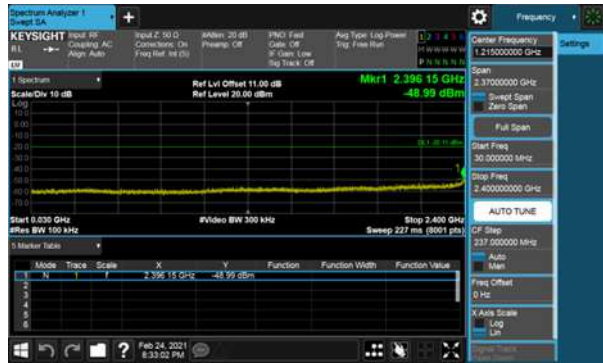 Spectrum Analyzer 1
Swept SA
+
Frequency
KEYSIGHT Input: RF
Coupling: AC
Align: Auto
Input Z: 50 Ω
Corrections: On
Freq Ref: Int (S)
#Atten: 20 dB
Preamp: Off
PNO: Fast
Gate: Off
IF Gain: Low
Sig Track: Off
Avg Type: Log-Power
Trig: Free Run
Center Frequency
1.215000000 GHz
Settings
Span
2.37000000 GHz
Swept Span
Zero Span
Full Span
Start Freq
30.000000 MHz
Stop Freq
2.400000000 GHz
AUTO TUNE
CF Step
237.000000 MHz
Auto
Man
Freq Offset
0 Hz
X Axis Scale
Log
Lin
1 Spectrum
Scale/Div 10 dB
Log
Ref Lvl Offset 11.00 dB
Ref Level 20.00 dBm
Mkr1 2.396 15 GHz
-48.99 dBm
Start 0.030 GHz
#Res BW 100 kHz
#Video BW 300 kHz
Stop 2.400 GHz
Sweep 227 ms (8001 pts)
5 Marker Table
Mode Trace Scale X Y Function Function Width Function Value
1 N 1 f 2.396 15 GHz -48.99 dBm
2
3
4
5
6
?
Feb 24, 2021
6:33:02 PM